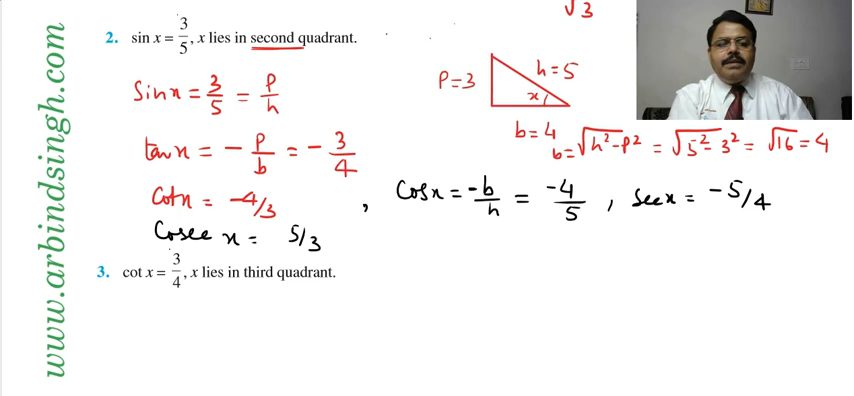 √3
2. sin x = 3/5, x lies in second quadrant.
Sin x = 3/5 = P/h
P=3
h=5
x
b=4
b=√h²-P² = √5²-3² = √16 = 4
tan x = - P/b = - 3/4
Cot x = -4/3, Cos x = -b/h = -4/5, sec x = -5/4
Cosec x = 5/3
3. cot x = 3/4, x lies in third quadrant.
www.arbindsingh.com